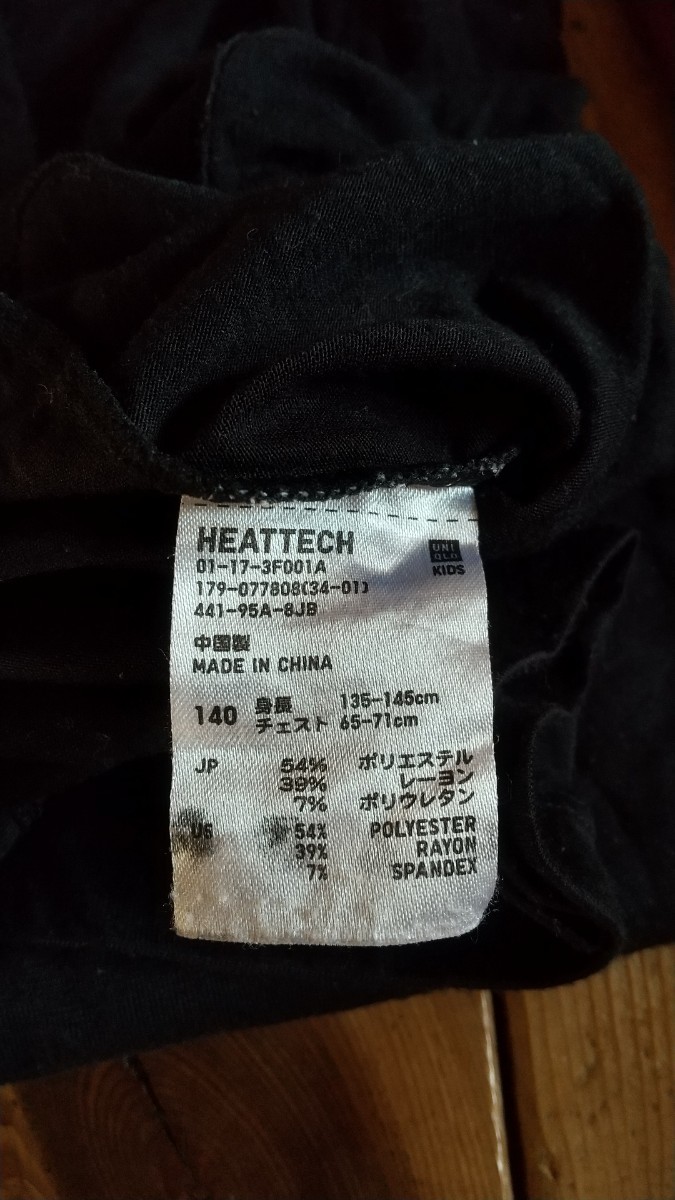 HEATTECH
01-17-3F001A
179-077808(34-01)
441-95A-8JB
UNI
QLO
KIDS
中国製
MADE IN CHINA
140 身長 135-145cm
チェスト 65-71cm
JP 54% ポリエステル
39% レーヨン
7% ポリウレタン
US 54% POLYESTER
39% RAYON
7% SPANDEX